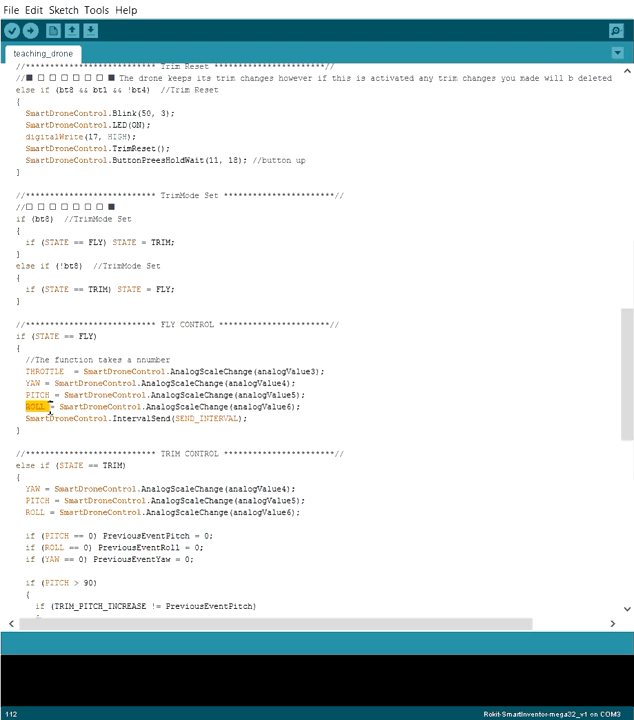 File Edit Sketch Tools Help
teaching_drone
//*************************** Trim Reset ***********************//
//■ □ □ □ □ □ □ ■ The drone keeps its trim changes however if this is activated any trim changes you made will b deleted
else if (bt8 && bt1 && !bt4)  //Trim Reset
{
SmartDroneControl.Blink(50, 3);
SmartDroneControl.LED(ON);
digitalWrite(17, HIGH);
SmartDroneControl.TrimReset();
SmartDroneControl.ButtonPreesHoldWait(11, 18); //button up
}
//*************************** TrimMode Set ***********************//
//□ □ □ □ □ □ □ ■
if (bt8)  //TrimMode Set
{
if (STATE == FLY) STATE = TRIM;
}
else if (!bt8)  //TrimMode Set
{
if (STATE == TRIM) STATE = FLY;
}
//*************************** FLY CONTROL ***********************//
if (STATE == FLY)
{
//The function takes a nnumber
THROTTLE  = SmartDroneControl.AnalogScaleChange(analogValue3);
YAW = SmartDroneControl.AnalogScaleChange(analogValue4);
PITCH = SmartDroneControl.AnalogScaleChange(analogValue5);
ROLL = SmartDroneControl.AnalogScaleChange(analogValue6);
SmartDroneControl.IntervalSend(SEND_INTERVAL);
}
//*************************** TRIM CONTROL ***********************//
else if (STATE == TRIM)
{
YAW = SmartDroneControl.AnalogScaleChange(analogValue4);
PITCH = SmartDroneControl.AnalogScaleChange(analogValue5);
ROLL = SmartDroneControl.AnalogScaleChange(analogValue6);
if (PITCH == 0) PreviousEventPitch = 0;
if (ROLL == 0) PreviousEventRoll = 0;
if (YAW == 0) PreviousEventYaw = 0;
if (PITCH > 90)
{
if (TRIM_PITCH_INCREASE != PreviousEventPitch)
112
Rokit-SmartInventor-mega32_v1 on COM3